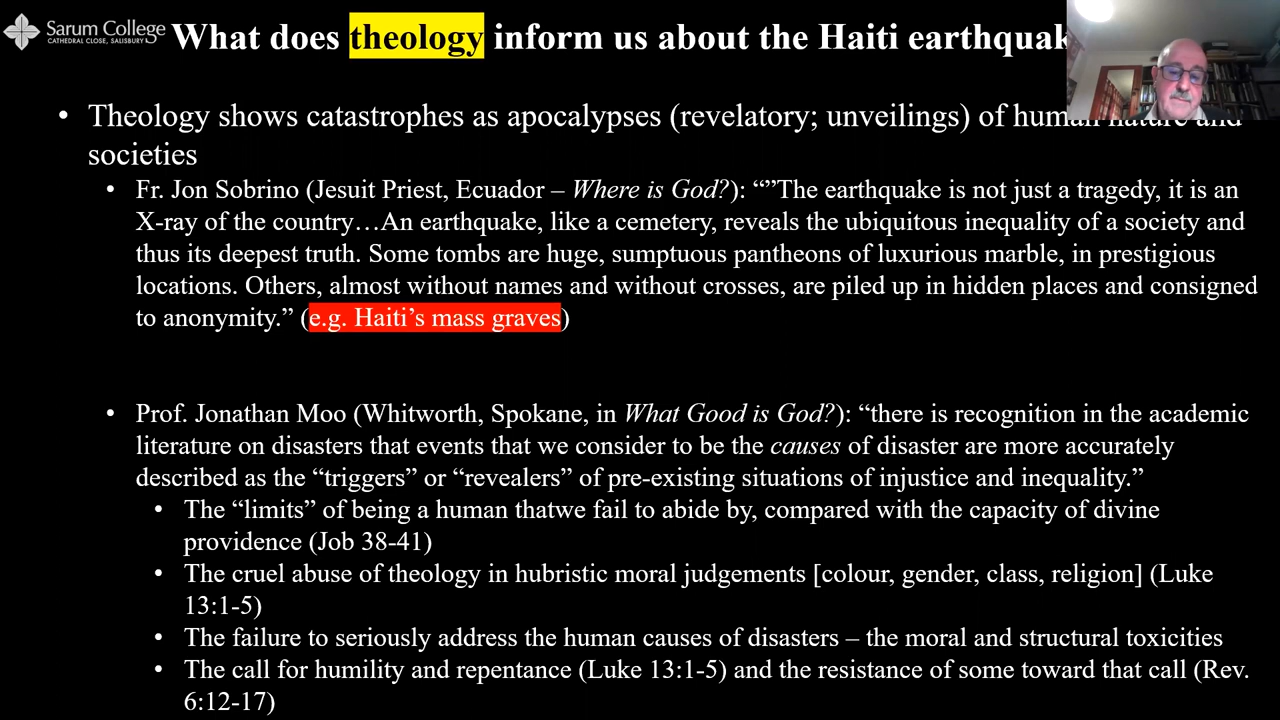 Sarum College
CATHEDRAL CLOSE, SALISBURY
What does theology inform us about the Haiti earthquak
• Theology shows catastrophes as apocalypses (revelatory; unveilings) of human nature and
societies
• Fr. Jon Sobrino (Jesuit Priest, Ecuador – Where is God?): “”The earthquake is not just a tragedy, it is an
X-ray of the country…An earthquake, like a cemetery, reveals the ubiquitous inequality of a society and
thus its deepest truth. Some tombs are huge, sumptuous pantheons of luxurious marble, in prestigious
locations. Others, almost without names and without crosses, are piled up in hidden places and consigned
to anonymity.” (e.g. Haiti’s mass graves)
• Prof. Jonathan Moo (Whitworth, Spokane, in What Good is God?): “there is recognition in the academic
literature on disasters that events that we consider to be the causes of disaster are more accurately
described as the “triggers” or “revealers” of pre-existing situations of injustice and inequality.”
• The “limits” of being a human thatwe fail to abide by, compared with the capacity of divine
providence (Job 38-41)
• The cruel abuse of theology in hubristic moral judgements [colour, gender, class, religion] (Luke
13:1-5)
• The failure to seriously address the human causes of disasters – the moral and structural toxicities
• The call for humility and repentance (Luke 13:1-5) and the resistance of some toward that call (Rev.
6:12-17)